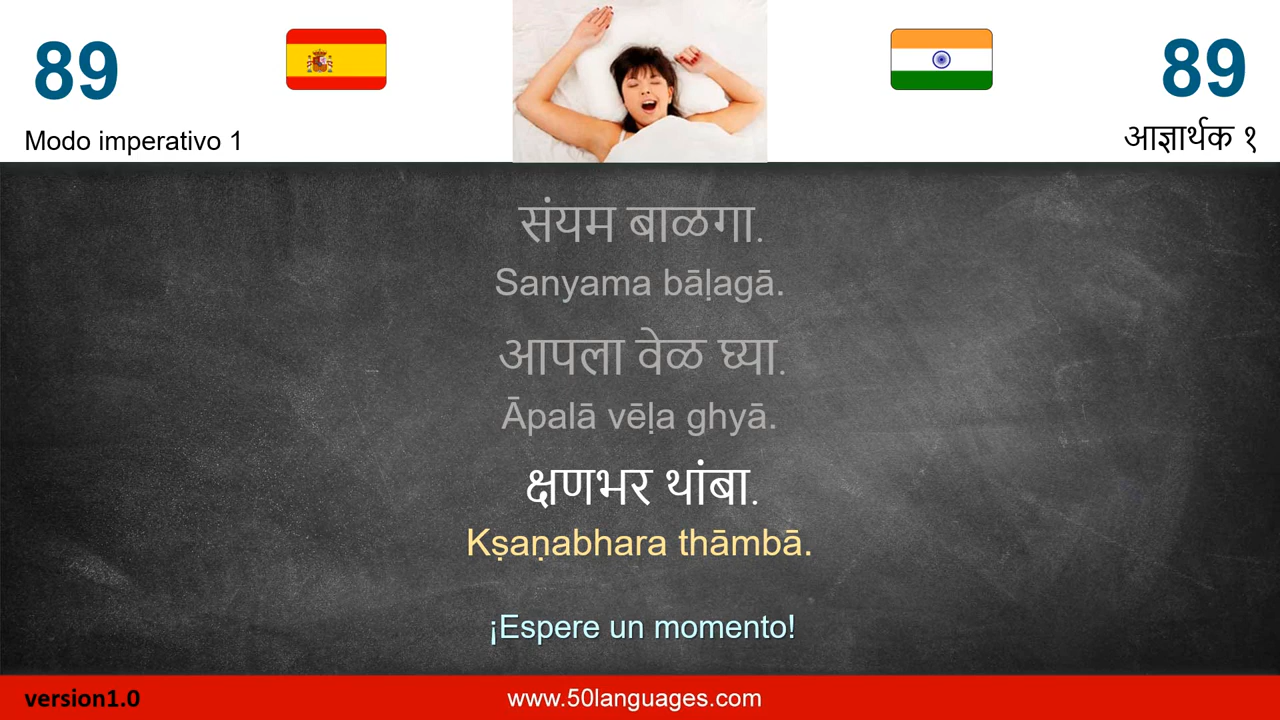 89
89
Modo imperativo 1
आज्ञार्थक १
संयम बाळगा.
Sanyama bāḷagā.
आपला वेळ घ्या.
Āpalā vēḷa ghyā.
क्षणभर थांबा.
Kṣaṇabhara thāmbā.
¡Espere un momento!
version1.0
www.50languages.com